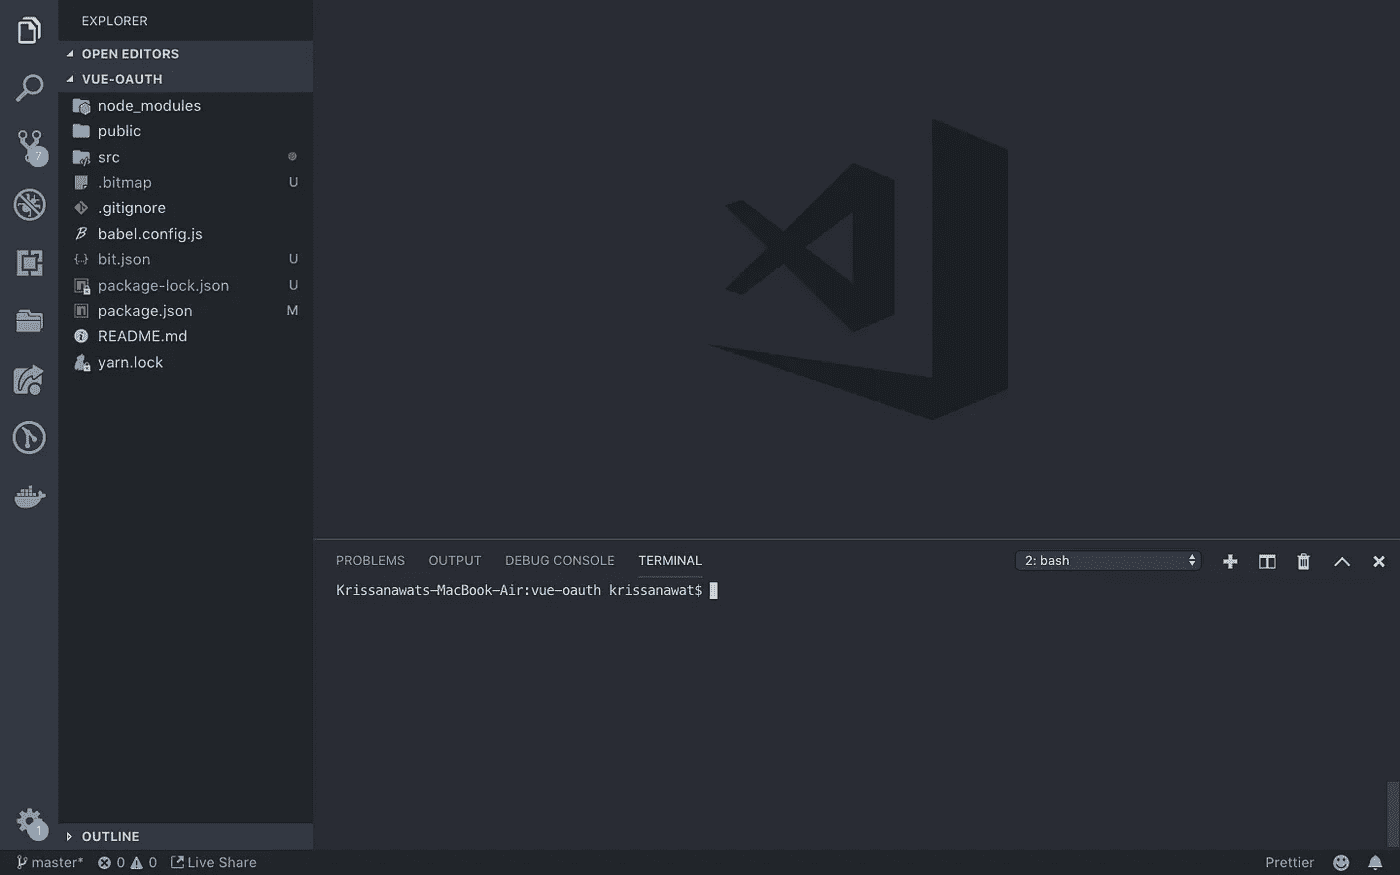 EXPLORER
OPEN EDITORS
VUE-OAUTH
node_modules
public
src
.bitmap U
.gitignore
babel.config.js
bit.json U
package-lock.json U
package.json M
README.md
yarn.lock
7
1
OUTLINE
PROBLEMS OUTPUT DEBUG CONSOLE TERMINAL 2: bash
Krissanawats-MacBook-Air:vue-oauth krissanawat$
master* 0 0 Live Share Prettier